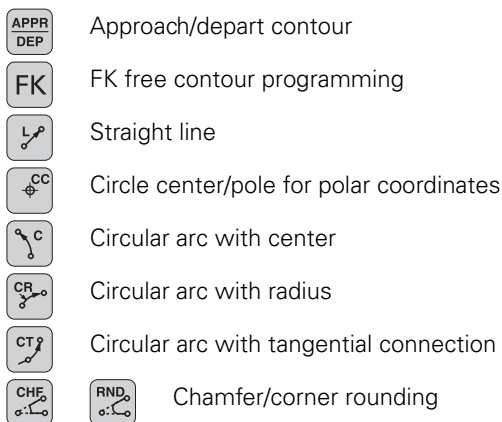 APPR
DEP Approach/depart contour
FK FK free contour programming
L Straight line
CC Circle center/pole for polar coordinates
C Circular arc with center
CR Circular arc with radius
CT Circular arc with tangential connection
CHF RND Chamfer/corner rounding